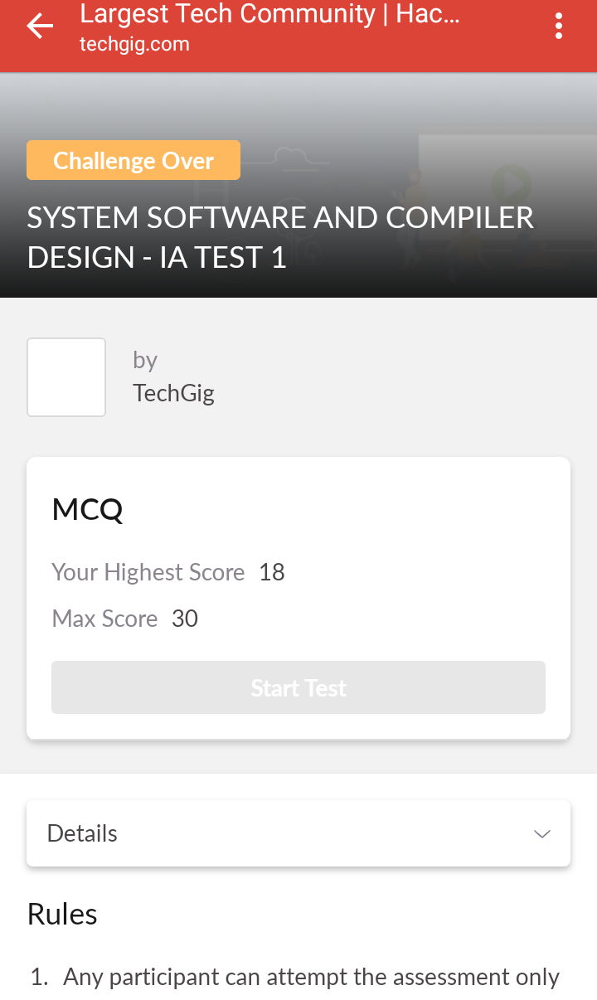 Largest Tech Community | Hac...
techgig.com
Challenge Over
SYSTEM SOFTWARE AND COMPILER
DESIGN - IA TEST 1
by
TechGig
MCQ
Your Highest Score 18
Max Score 30
Start Test
Details
Rules
1. Any participant can attempt the assessment only